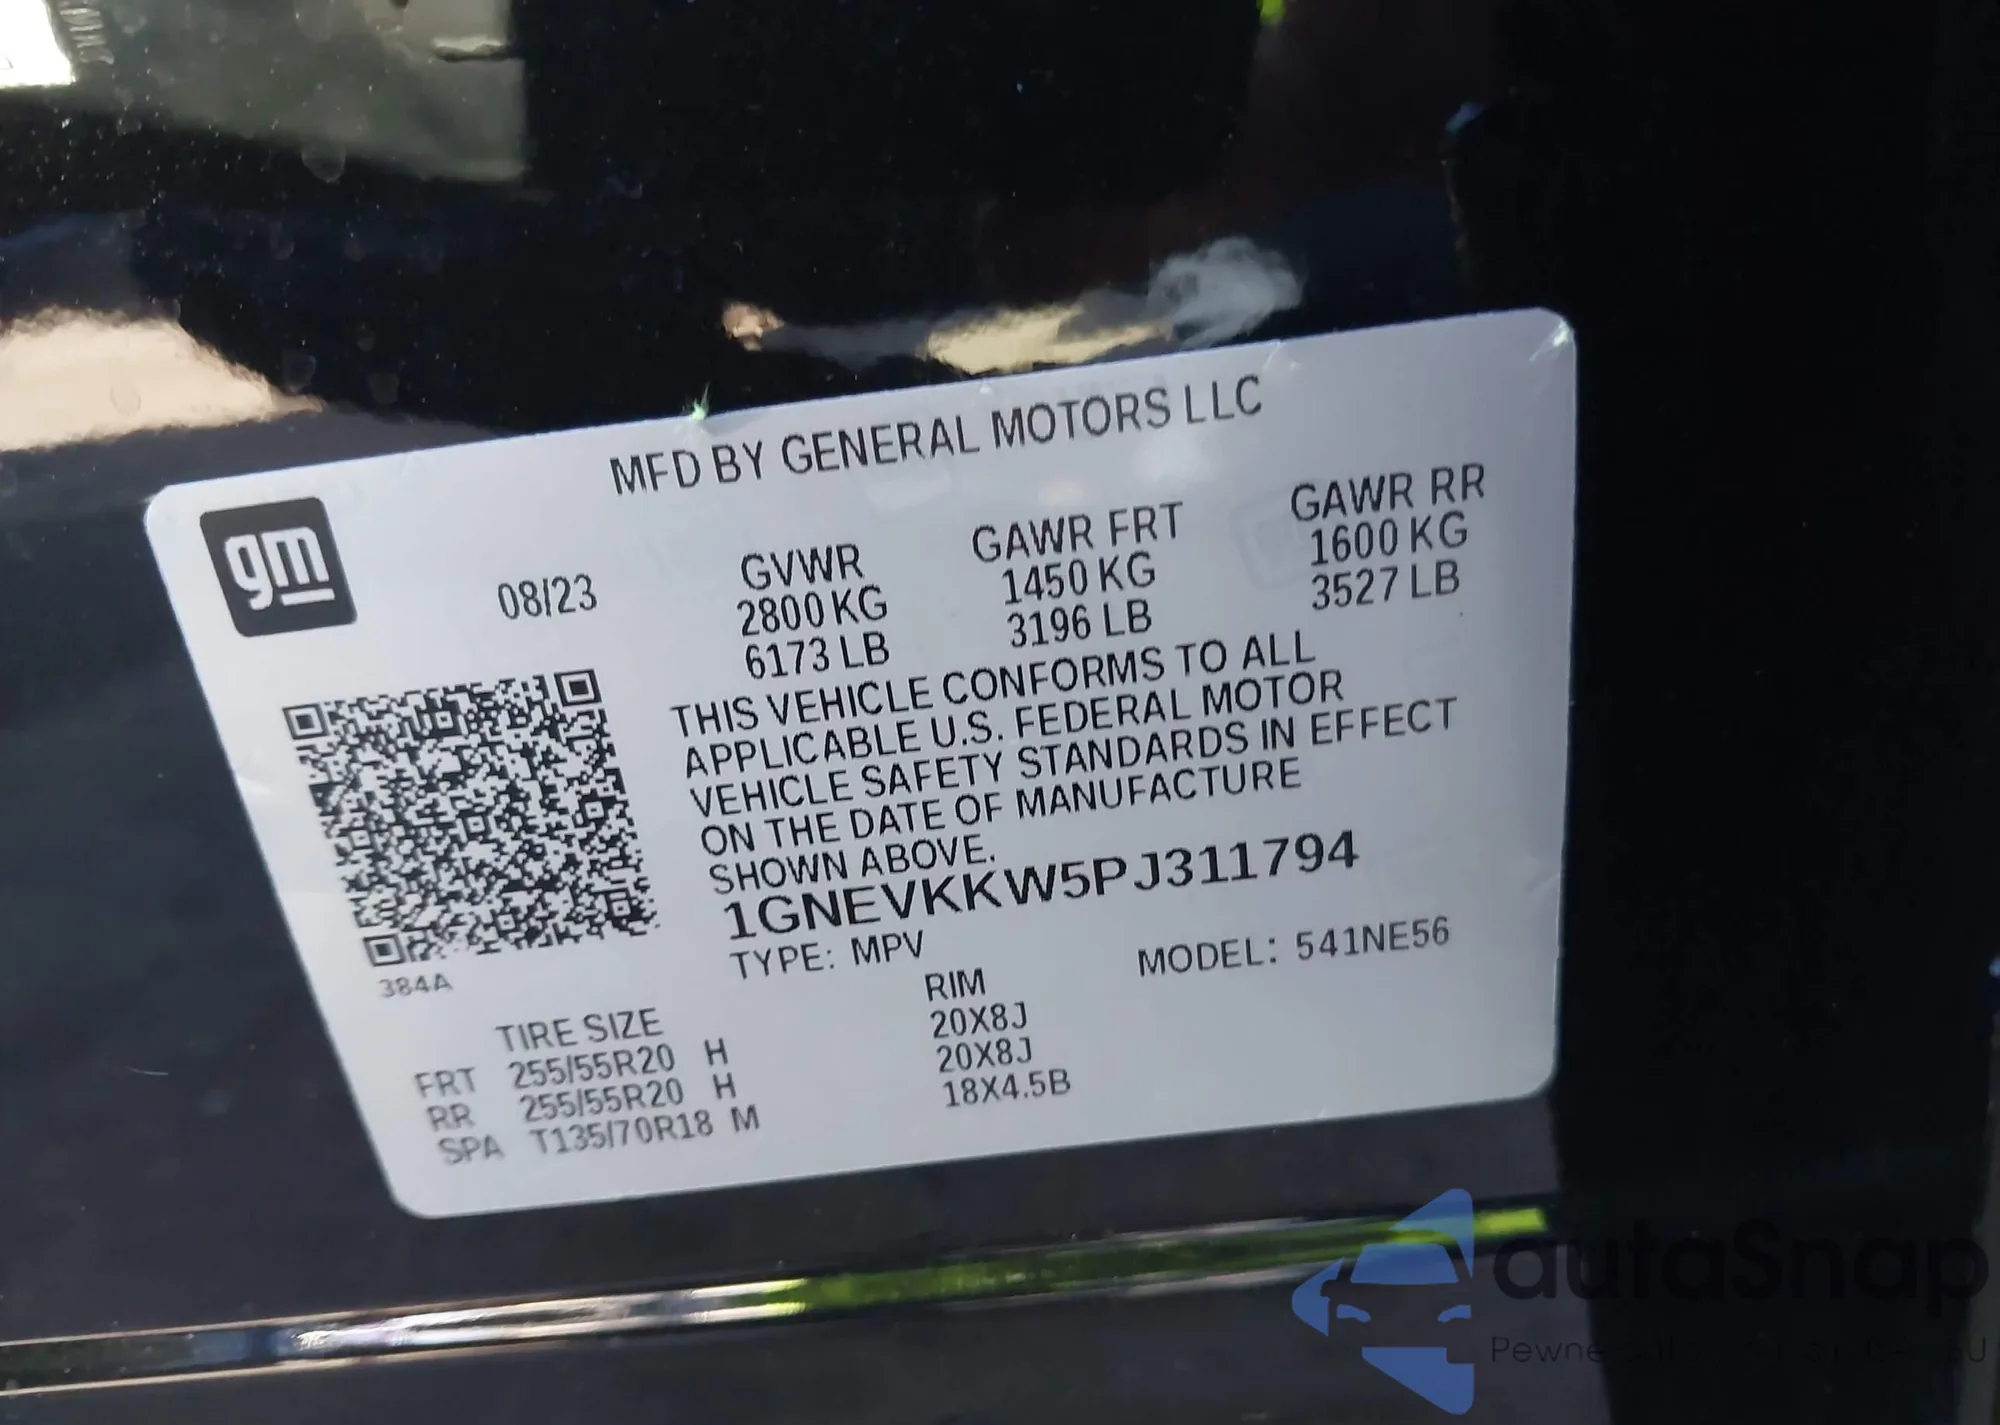 MFD BY GENERAL MOTORS LLC
gm
08/23
GVWR
2800 KG
6173 LB
GAWR FRT
1450 KG
3196 LB
GAWR RR
1600 KG
3527 LB
THIS VEHICLE CONFORMS TO ALL
APPLICABLE U.S. FEDERAL MOTOR
VEHICLE SAFETY STANDARDS IN EFFECT
ON THE DATE OF MANUFACTURE
SHOWN ABOVE.
1GNEVKKW5PJ311794
TYPE: MPV MODEL: 541NE56
384A
TIRE SIZE RIM
FRT 255/55R20 H 20X8J
RR 255/55R20 H 20X8J
SPA T135/70R18 M 18X4.5B
autaSnap
Pewne